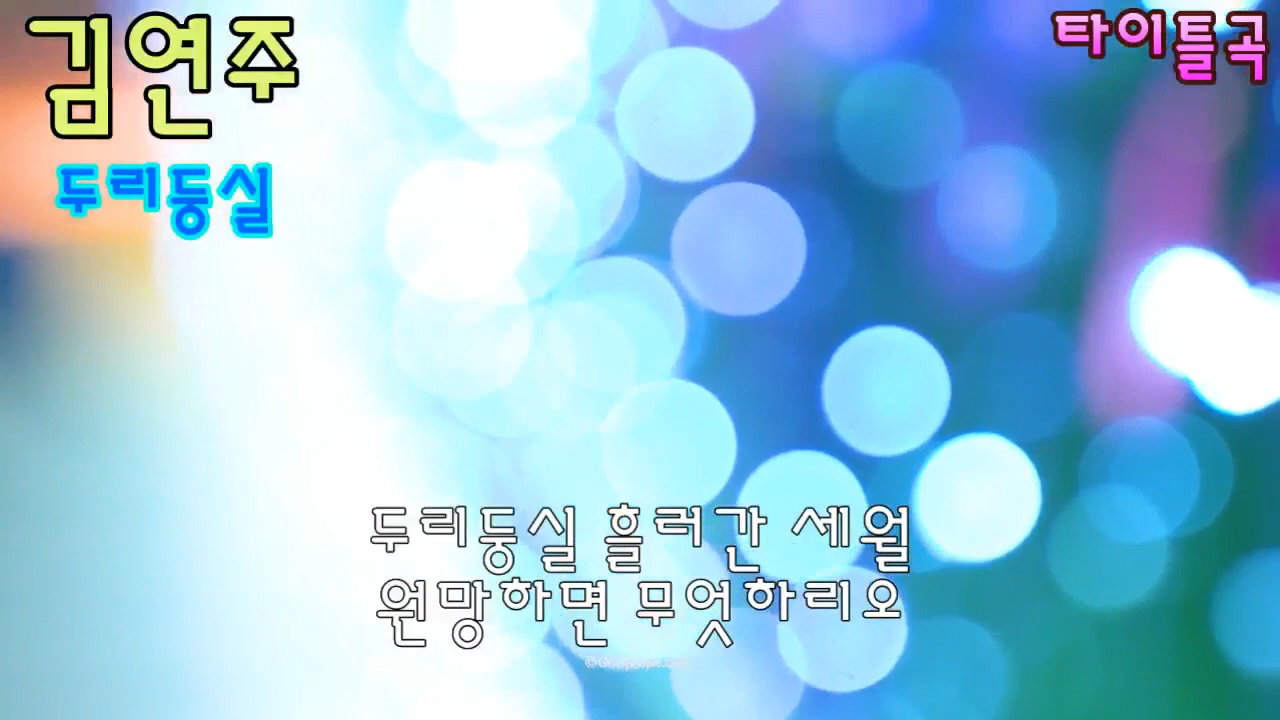 김연주
타이틀곡
두리둥실
두리둥실 흘러간 세월
원망하면 무엇하리오